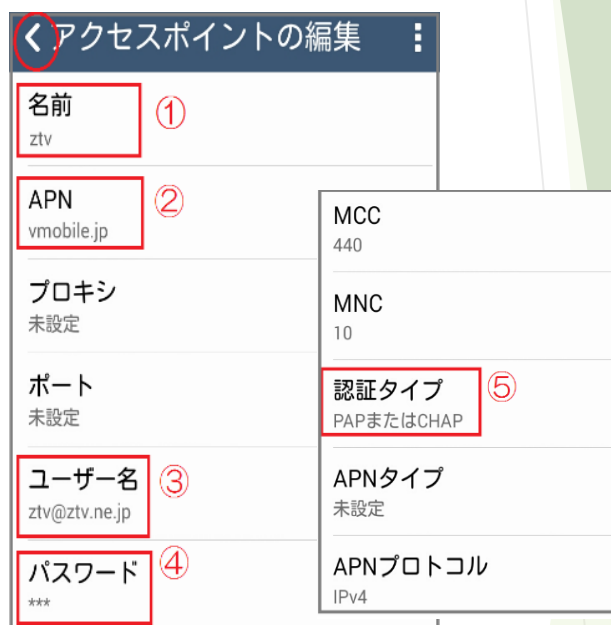 アクセスポイントの編集
名前
①
ztv
APN
②
vmobile.jp
プロキシ
未設定
ポート
未設定
ユーザー名
③
ztv@ztv.ne.jp
パスワード
④
***
MCC
440
MNC
10
認証タイプ
⑤
PAPまたはCHAP
APNタイプ
未設定
APNプロトコル
IPv4